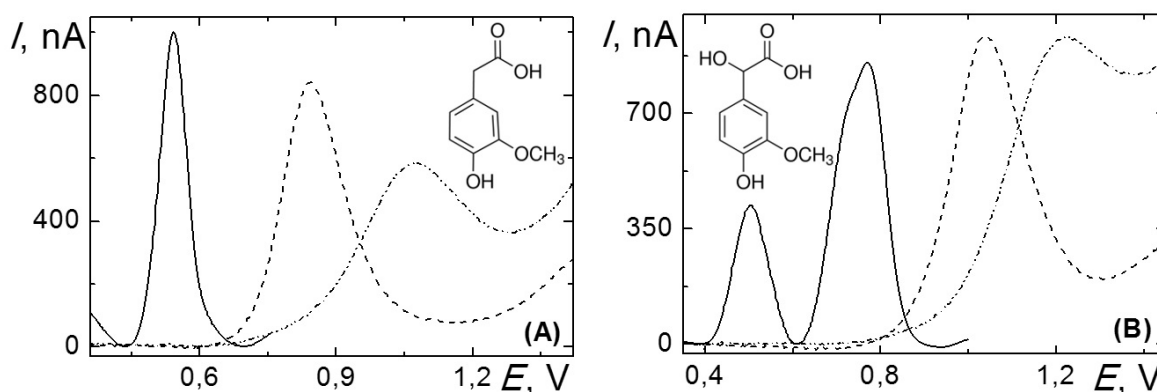 I, nA
800
400
0
0,6
0,9
1,2
E, V
(A)
O
OH
OCH3
OH
I, nA
700
350
0
0,4
0,8
1,2
E, V
(B)
HO
O
OH
OCH3
OH